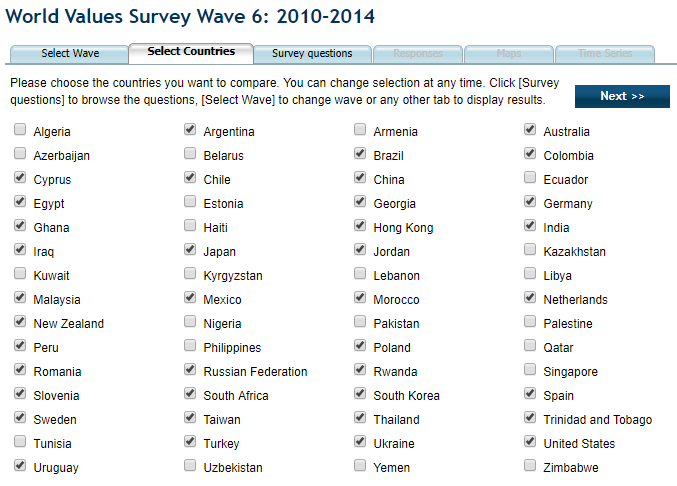 World Values Survey Wave 6: 2010-2014
Select Wave Select Countries Survey questions Responses Maps Time Series
Please choose the countries you want to compare. You can change selection at any time. Click [Survey
questions] to browse the questions, [Select Wave] to change wave or any other tab to display results.
Next >>
Algeria Argentina Armenia Australia
Azerbaijan Belarus Brazil Colombia
Cyprus Chile China Ecuador
Egypt Estonia Georgia Germany
Ghana Haiti Hong Kong India
Iraq Japan Jordan Kazakhstan
Kuwait Kyrgyzstan Lebanon Libya
Malaysia Mexico Morocco Netherlands
New Zealand Nigeria Pakistan Palestine
Peru Philippines Poland Qatar
Romania Russian Federation Rwanda Singapore
Slovenia South Africa South Korea Spain
Sweden Taiwan Thailand Trinidad and Tobago
Tunisia Turkey Ukraine United States
Uruguay Uzbekistan Yemen Zimbabwe